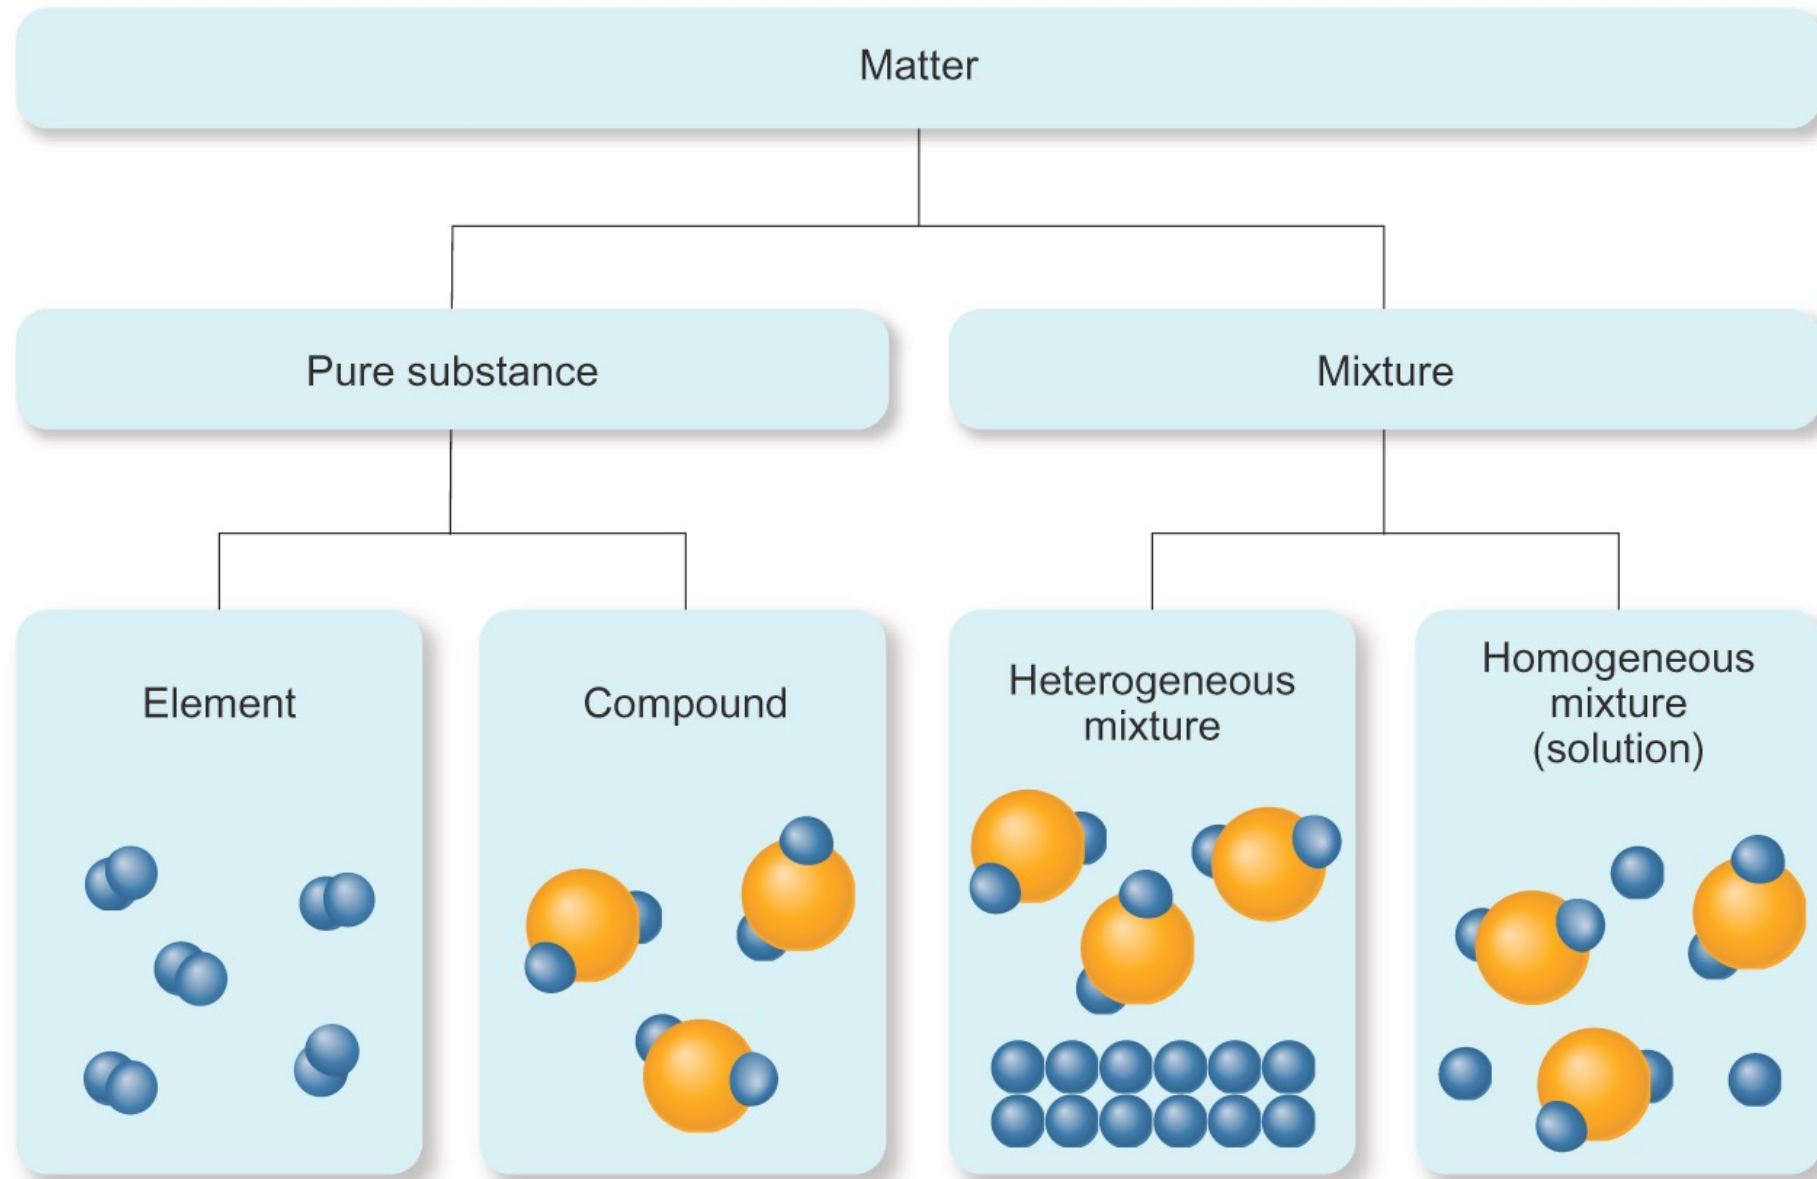 Matter
Pure substance
Mixture
Element
Compound
Heterogeneous
mixture
Homogeneous
mixture
(solution)